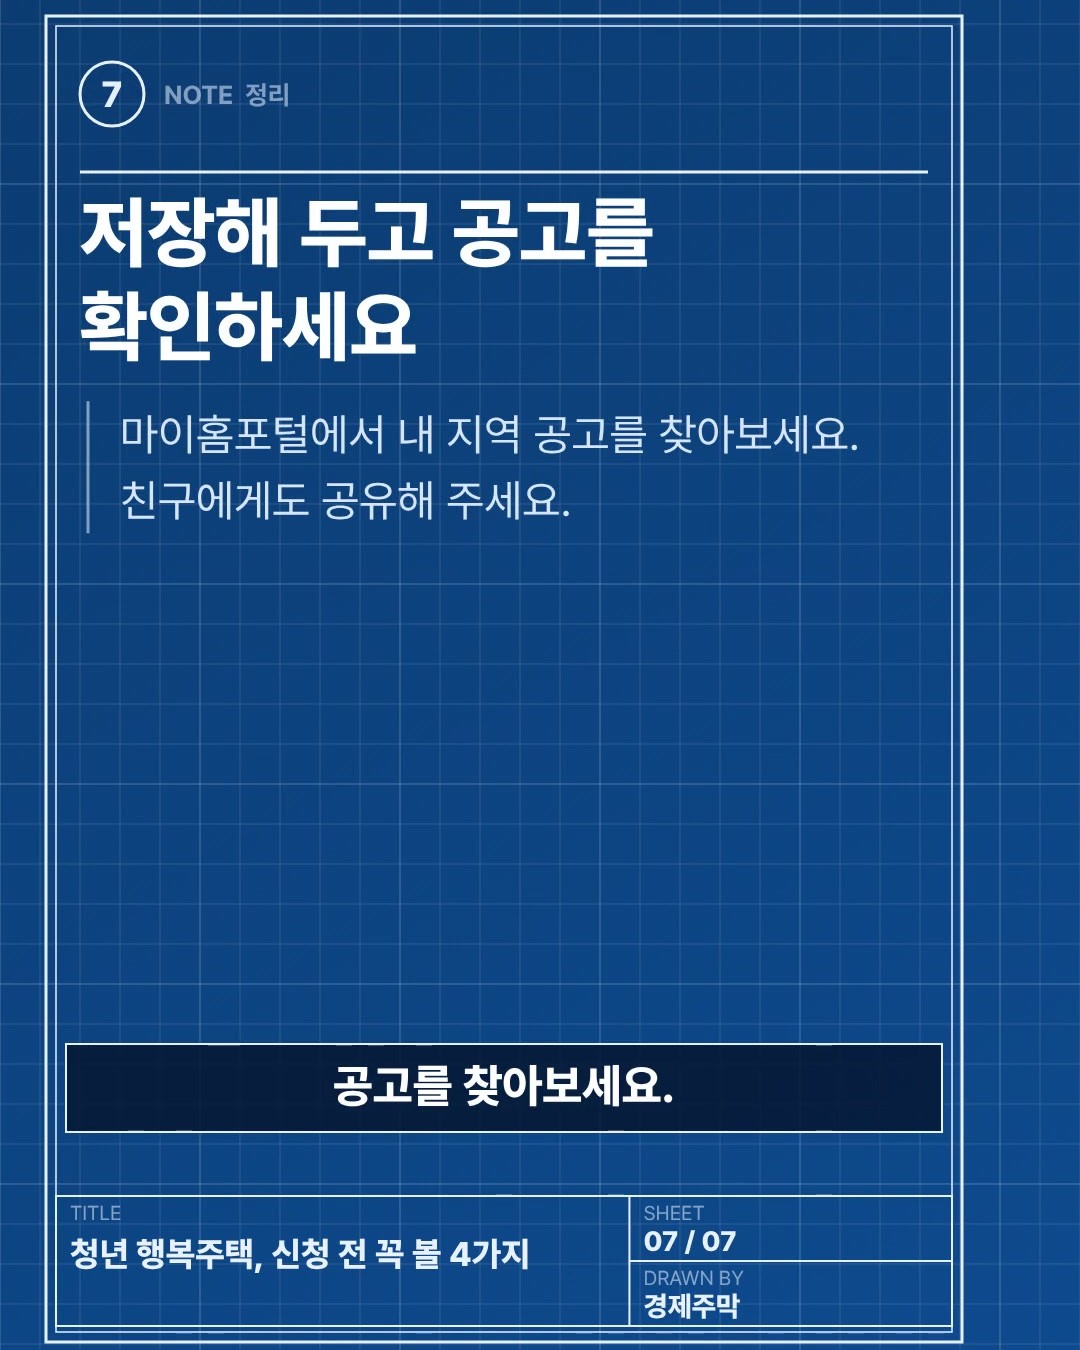 7 NOTE 정리
저장해 두고 공고를
확인하세요
마이홈포털에서 내 지역 공고를 찾아보세요.
친구에게도 공유해 주세요.
공고를 찾아보세요.
TITLE
청년 행복주택, 신청 전 꼭 볼 4가지
SHEET
07 / 07
DRAWN BY
경제주막